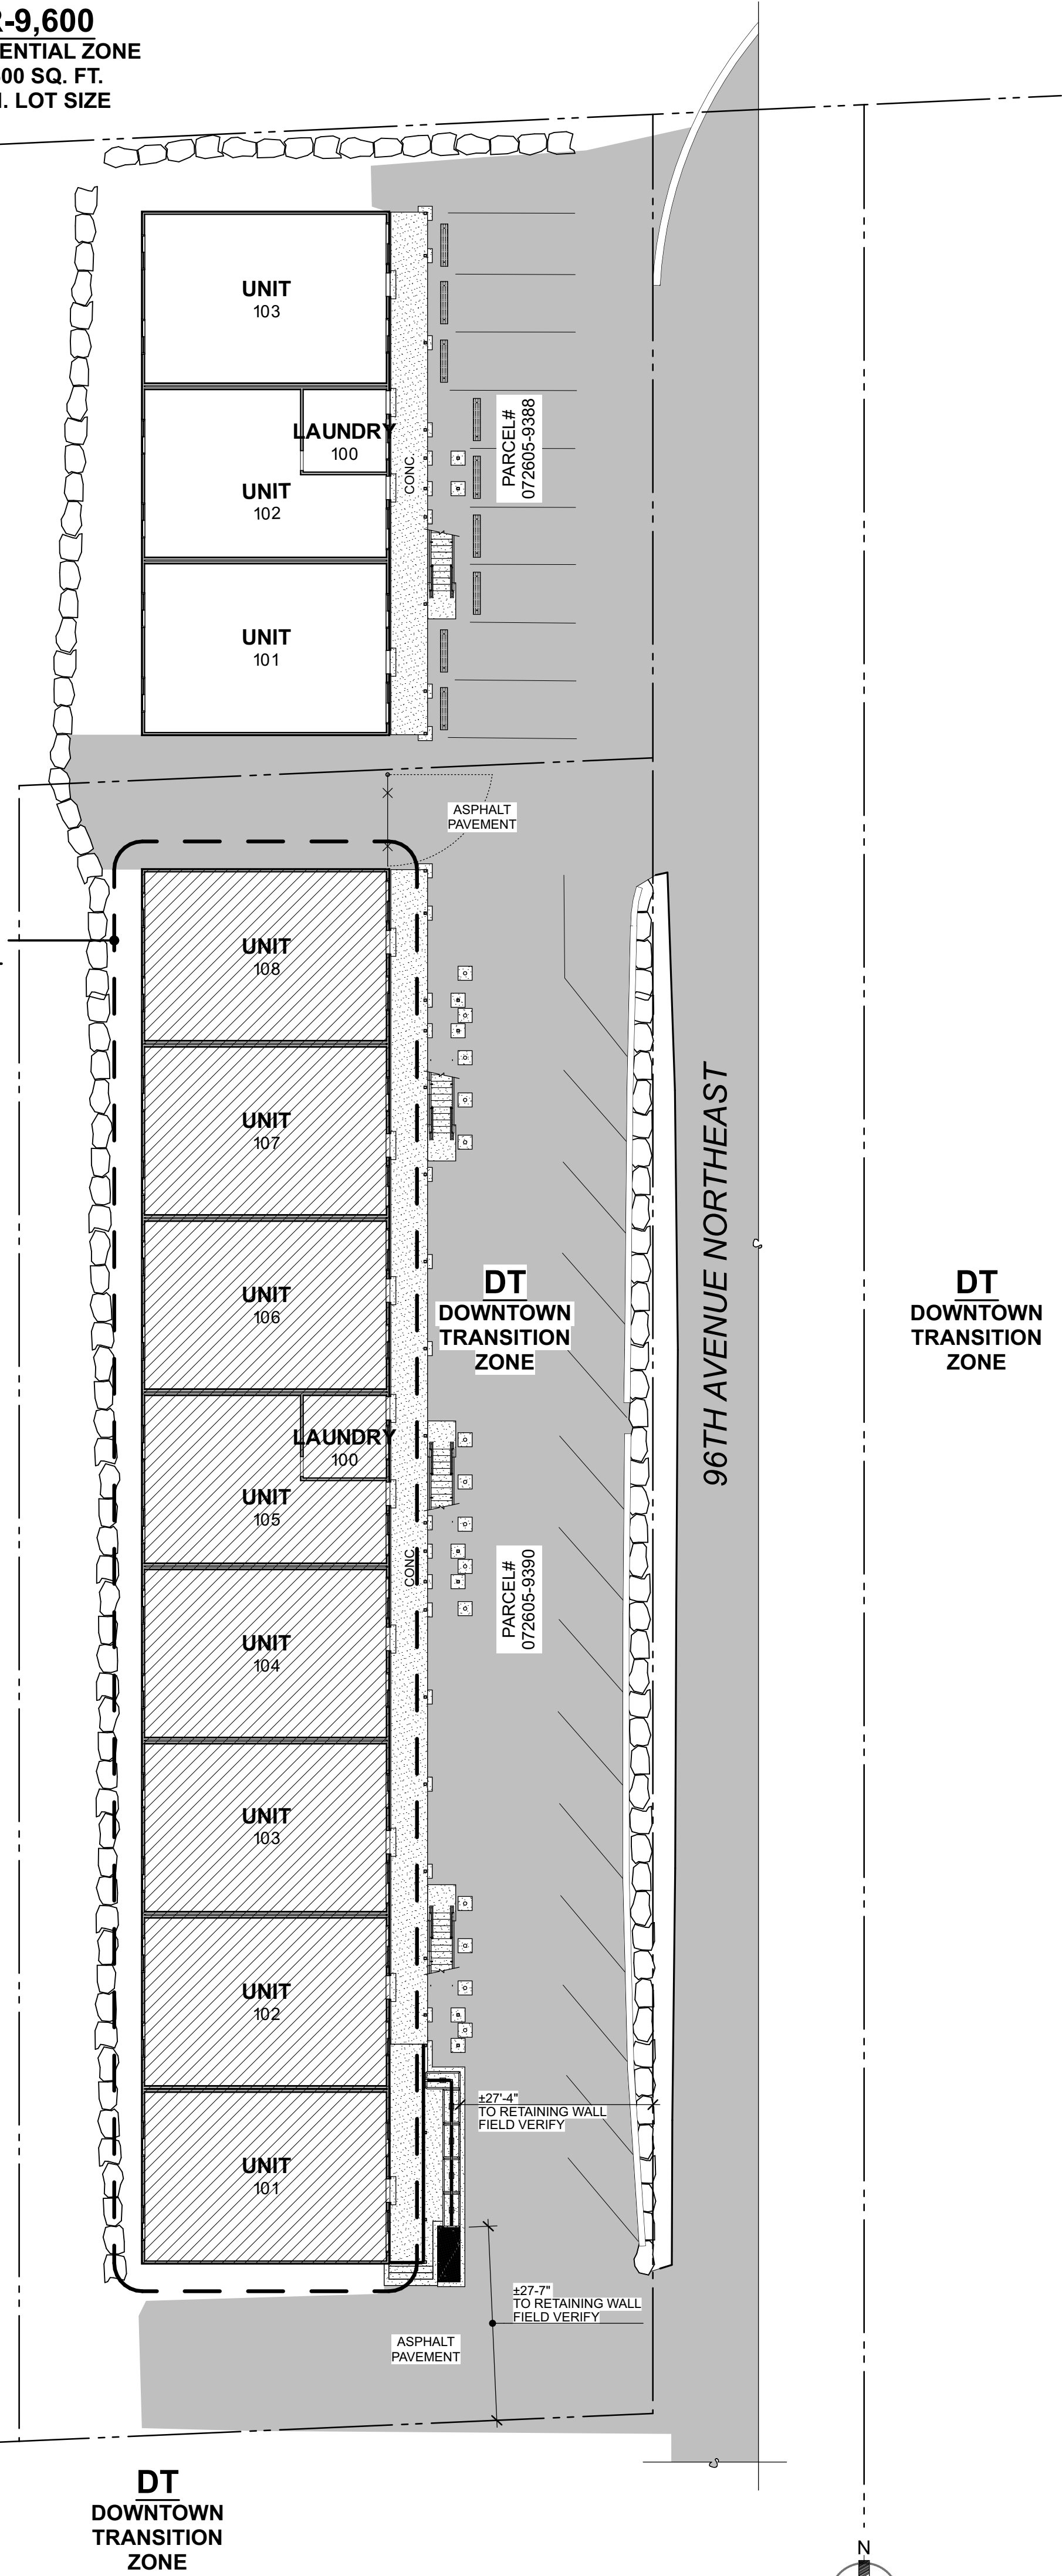 R-9,600
ENTIAL ZONE
00 SQ. FT.
. LOT SIZE
UNIT
103
LAUNDRY
100
UNIT
102
CONC.
PARCEL#
072605-9388
UNIT
101
ASPHALT
PAVEMENT
UNIT
108
UNIT
107
96TH AVENUE NORTHEAST
UNIT
106
DT
DOWNTOWN
TRANSITION
ZONE
DT
DOWNTOWN
TRANSITION
ZONE
LAUNDRY
100
UNIT
105
CONC.
PARCEL#
072605-9390
UNIT
104
UNIT
103
UNIT
102
±27'-4"
TO RETAINING WALL
FIELD VERIFY
UNIT
101
±27-7"
TO RETAINING WALL
FIELD VERIFY
ASPHALT
PAVEMENT
DT
DOWNTOWN
TRANSITION
ZONE
N